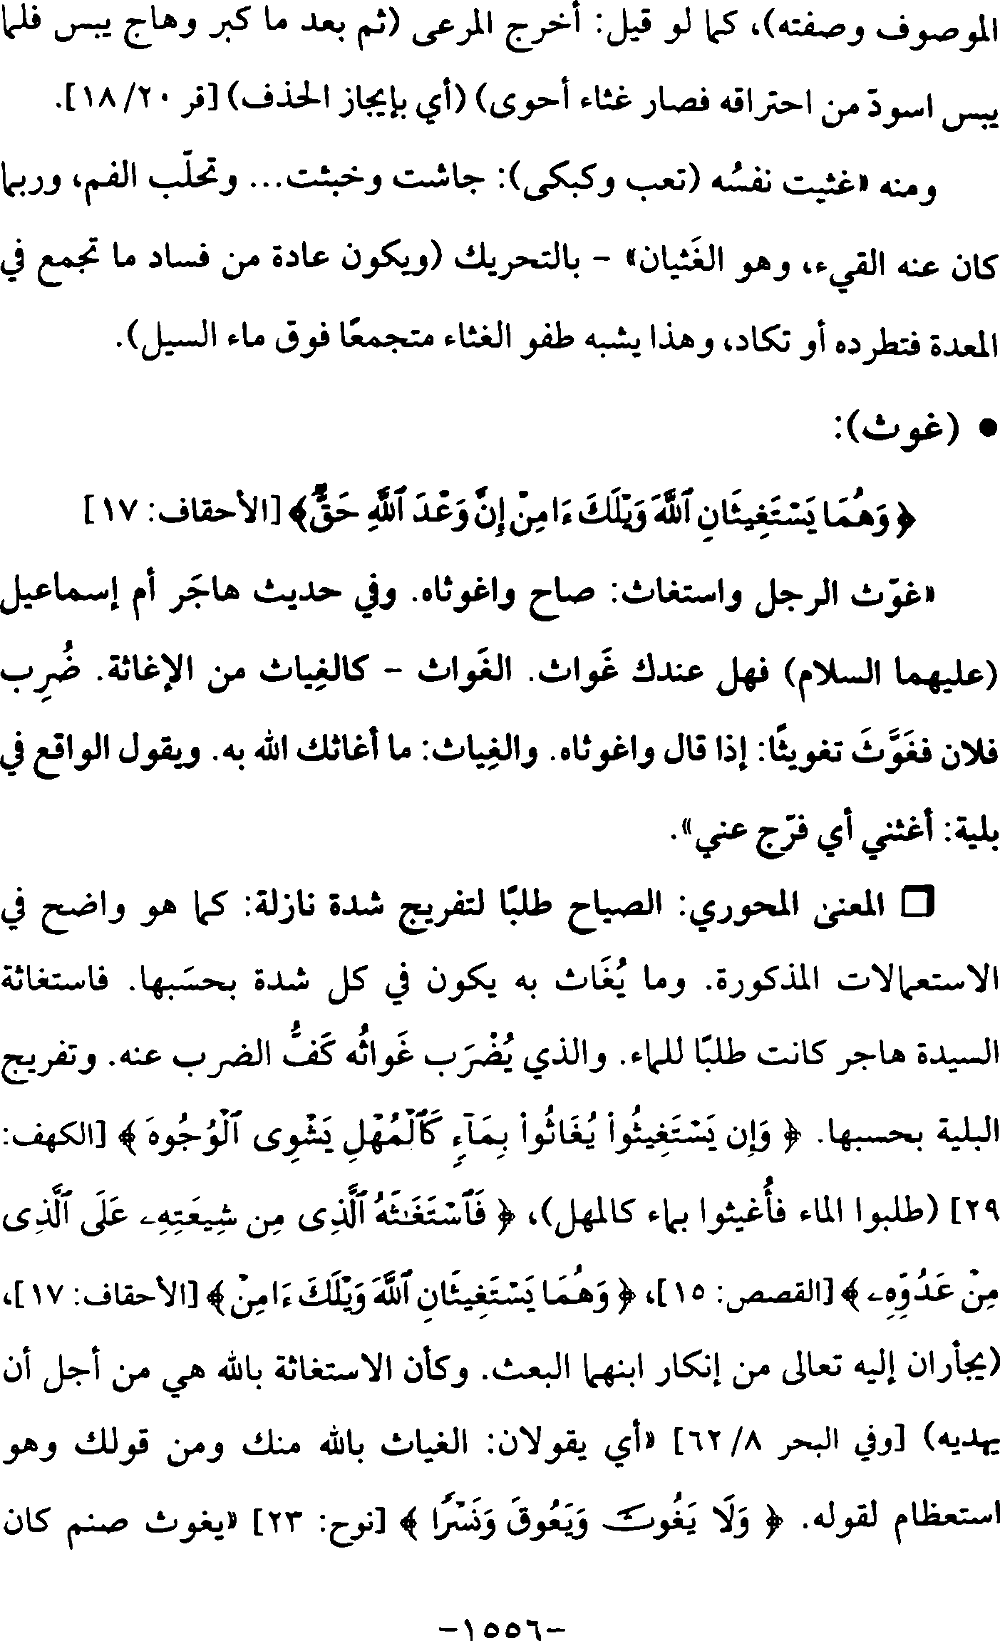 الموصوف وصفته)، كما لو قيل: أخرج المرعى (ثم بعد ما كبر وهاج يبس فلما
يبس اسودّ من احتراقه فصار غثاء أحوى) (أي بإيجاز الحذف) [قر ٢٠/١٨].
ومنه «غثيت نفسُه (تعب وكبكى): جاشت وخبثت... وتحلّب الفم، وربما
كان عنه القيء، وهو الغَثيان» - بالتحريك (ويكون عادة من فساد ما تجمع في
المعدة فتطرده أو تكاد، وهذا يشبه طفو الغثاء متجمعًا فوق ماء السيل).
• (غوث):
﴿ وَهُمَا يَسْتَغِيثَانِ ٱللَّهَ وَيْلَكَ ءَامِنْ إِنَّ وَعْدَ ٱللَّهِ حَقٌّ ﴾ [الأحقاف: ١٧]
«غوّث الرجل واستغاث: صاح واغوثاه. وفي حديث هاجَر أم إسماعيل
(عليهما السلام) فهل عندك غَواث. الغَواث - كالغِياث من الإغاثة. ضُرِب
فلان فغَوَّثَ تغويثًا: إذا قال واغوثاه. والغِياث: ما أغاثك الله به. ويقول الواقع في
بلية: أغثني أي فرّج عني».
❒ المعنى المحوري: الصياح طلبًا لتفريج شدة نازلة: كما هو واضح في
الاستعمالات المذكورة. وما يُغَاث به يكون في كل شدة بحسَبها. فاستغاثة
السيدة هاجر كانت طلبًا للماء. والذي يُضْرَب غَواثُه كَفُّ الضرب عنه. وتفريج
البلية بحسبها. ﴿ وَإِن يَسْتَغِيثُوا۟ يُغَاثُوا۟ بِمَآءٍ كَٱلْمُهْلِ يَشْوِى ٱلْوُجُوهَ ﴾ [الكهف:
٢٩] (طلبوا الماء فأُغيثوا بماء كالمهل)، ﴿ فَٱسْتَغَـٰثَهُ ٱلَّذِى مِن شِيعَتِهِۦ عَلَى ٱلَّذِى
مِنْ عَدُوِّهِۦ ﴾ [القصص: ١٥]، ﴿ وَهُمَا يَسْتَغِيثَانِ ٱللَّهَ وَيْلَكَ ءَامِنْ ﴾ [الأحقاف: ١٧]،
(يجأران إليه تعالى من إنكار ابنهما البعث. وكأن الاستغاثة بالله هي من أجل أن
يهديه) [وفي البحر ٦٢/٨] «أي يقولان: الغياث بالله منك ومن قولك وهو
استعظام لقوله. ﴿ وَلَا يَغُوثَ وَيَعُوقَ وَنَسْرًا ﴾ [نوح: ٢٣] «يغوث صنم كان
-١٥٥٦-